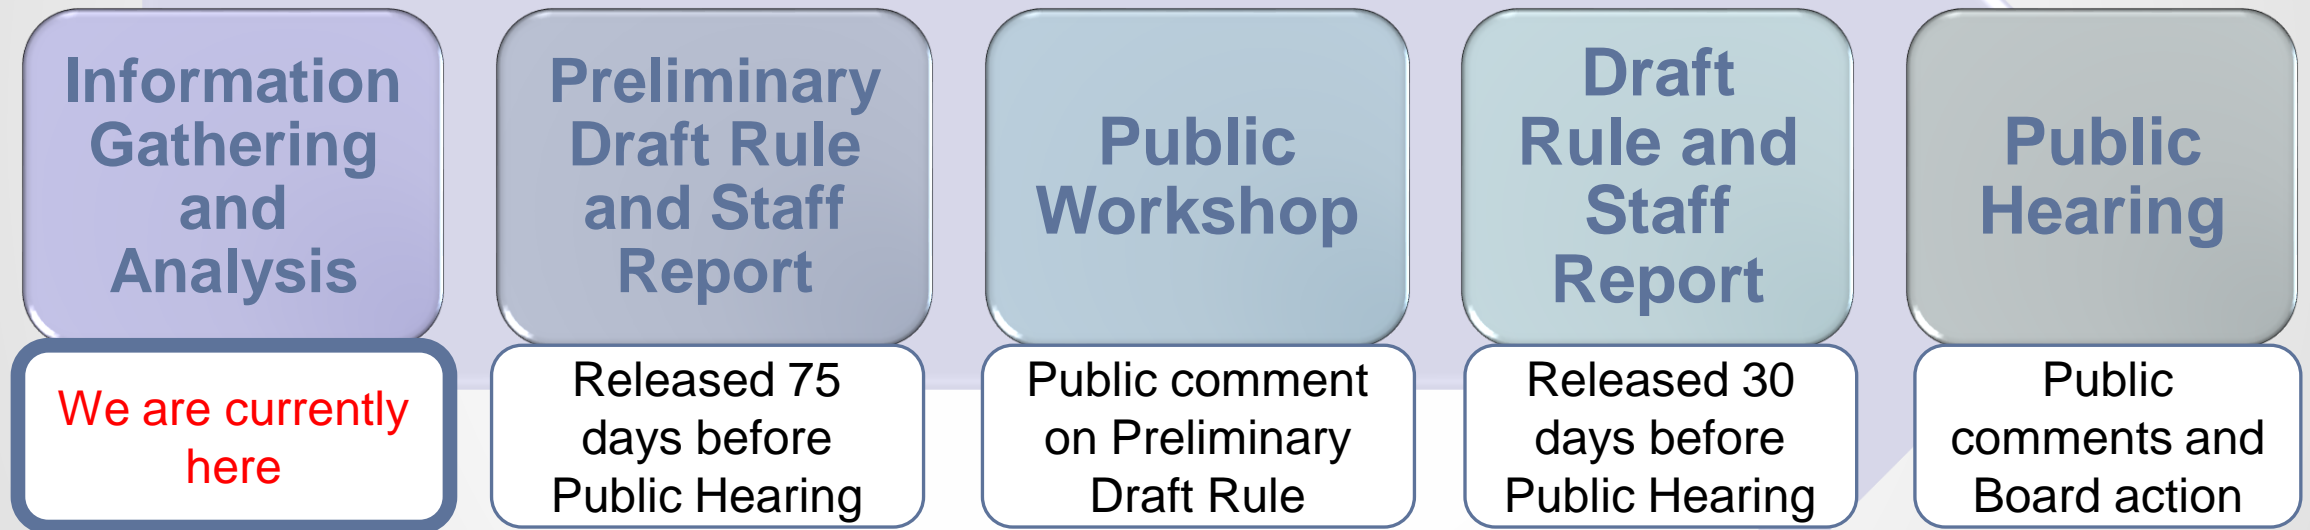 Information
Gathering
and
Analysis
We are currently
here
Preliminary
Draft Rule
and Staff
Report
Released 75
days before
Public Hearing
Public
Workshop
Public comment
on Preliminary
Draft Rule
Draft
Rule and
Staff
Report
Released 30
days before
Public Hearing
Public
Hearing
Public
comments and
Board action